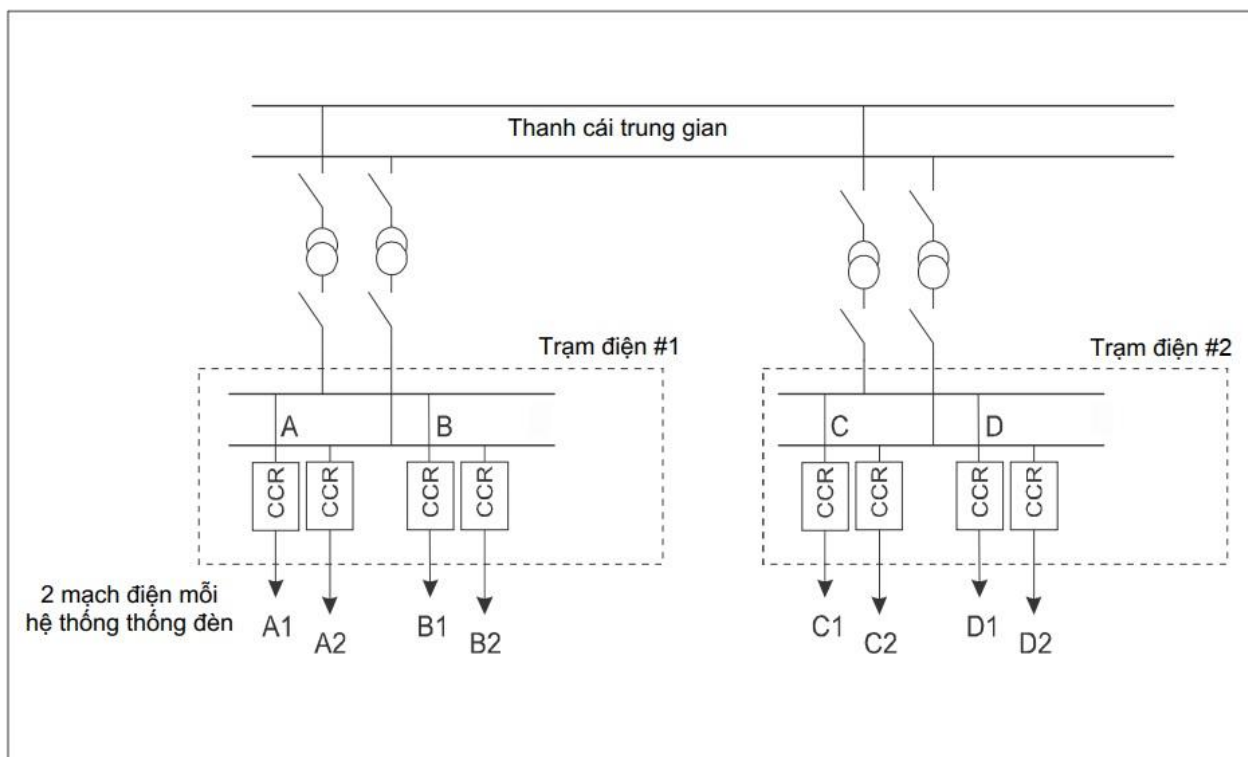 Thanh cái trung gian
Trạm điện #1
Trạm điện #2
A
B
C
D
CCR
CCR
CCR
CCR
CCR
CCR
CCR
CCR
2 mạch điện mỗi
hệ thống thống đèn
A1
A2
B1
B2
C1
C2
D1
D2